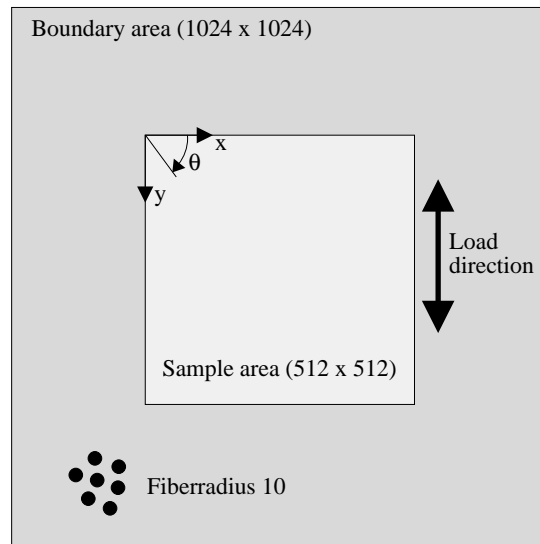 Boundary area (1024 x 1024)
x
θ
y
Load
direction
Sample area (512 x 512)
Fiberradius 10